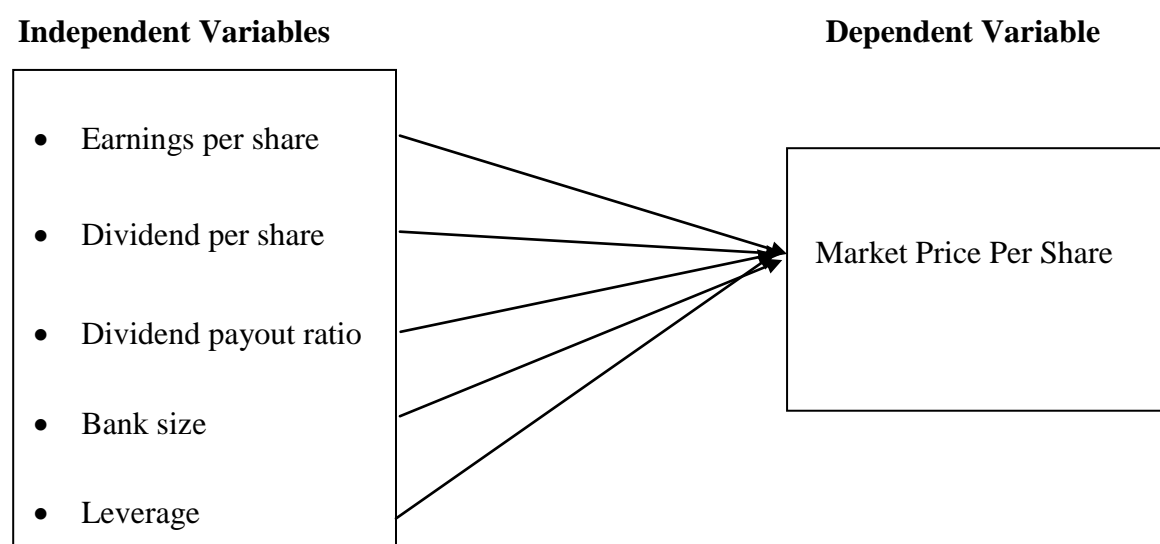 Independent Variables
Dependent Variable
• Earnings per share
• Dividend per share
• Dividend payout ratio
• Bank size
• Leverage
Market Price Per Share